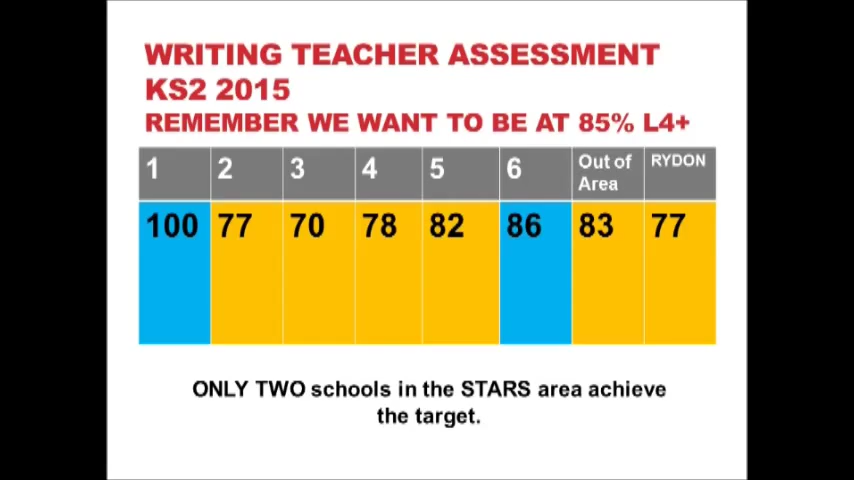 WRITING TEACHER ASSESSMENT
KS2 2015
REMEMBER WE WANT TO BE AT 85% L4+
1 2 3 4 5 6 Out of Area RYDON
100 77 70 78 82 86 83 77
ONLY TWO schools in the STARS area achieve
the target.